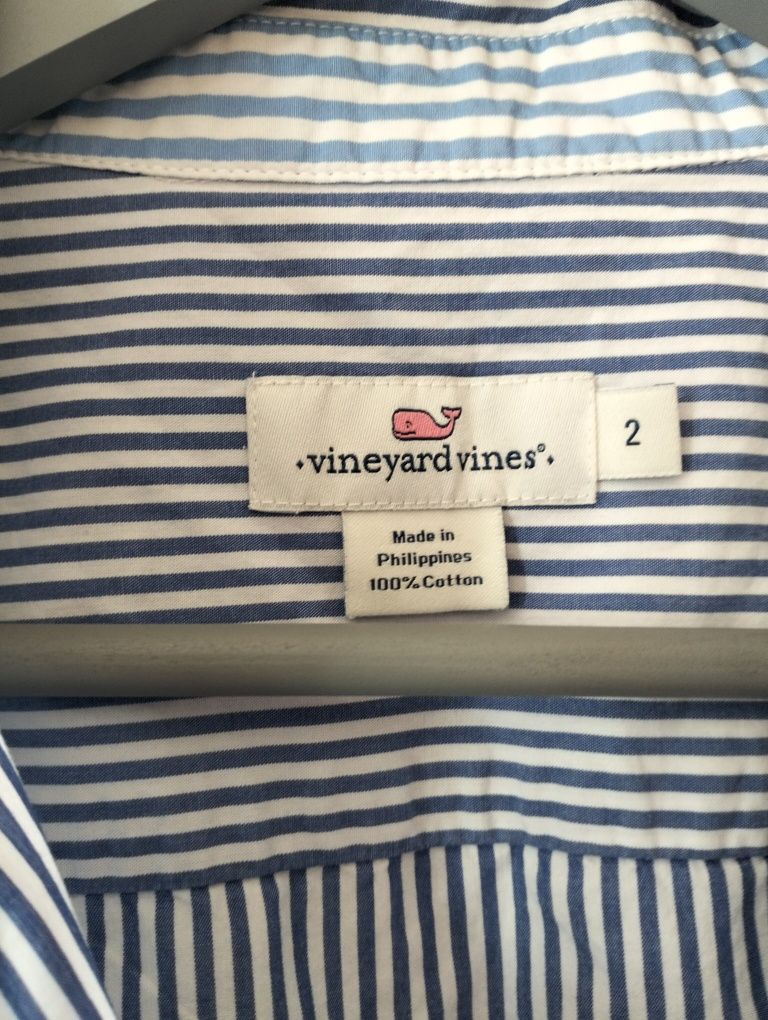 vineyard vines®
2
Made in
Philippines
100% Cotton